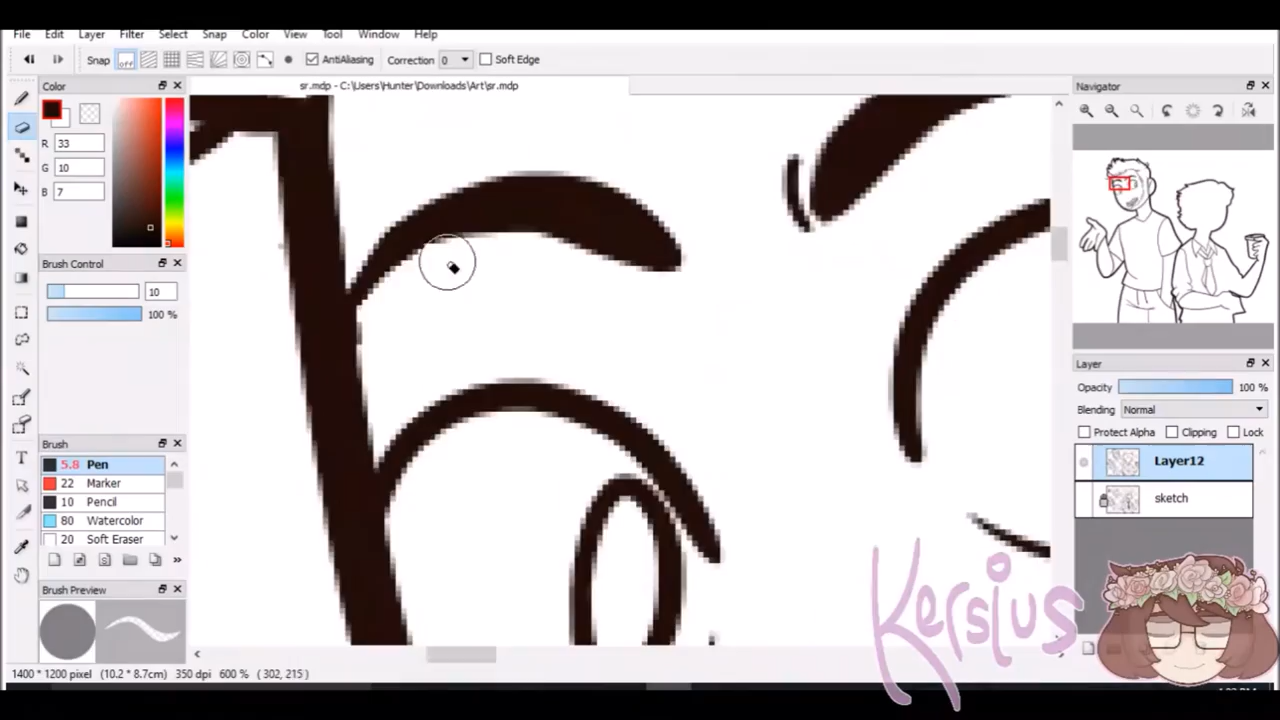 File Edit Layer Filter Select Snap Color View Tool Window Help
Snap off AntiAliasing Correction 0 Soft Edge
sr.mdp - C:\Users\Hunter\Downloads\Art\sr.mdp
Color
R 33
G 10
B 7
Brush Control
10
100 %
Brush
5.8 Pen
22 Marker
10 Pencil
80 Watercolor
20 Soft Eraser
Brush Preview
Navigator
Layer
Opacity 100 %
Blending Normal
Protect Alpha Clipping Lock
Layer12
sketch
Kersius
1400 * 1200 pixel (10.2 * 8.7cm) 350 dpi 600 % ( 302, 215 )